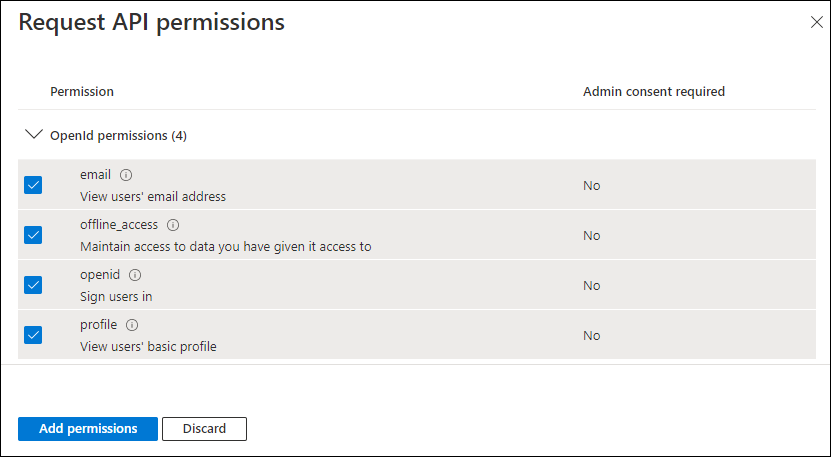 Request API permissions
Permission Admin consent required
OpenId permissions (4)
email
View users' email address
No
offline_access
Maintain access to data you have given it access to
No
openid
Sign users in
No
profile
View users' basic profile
No
Add permissions Discard